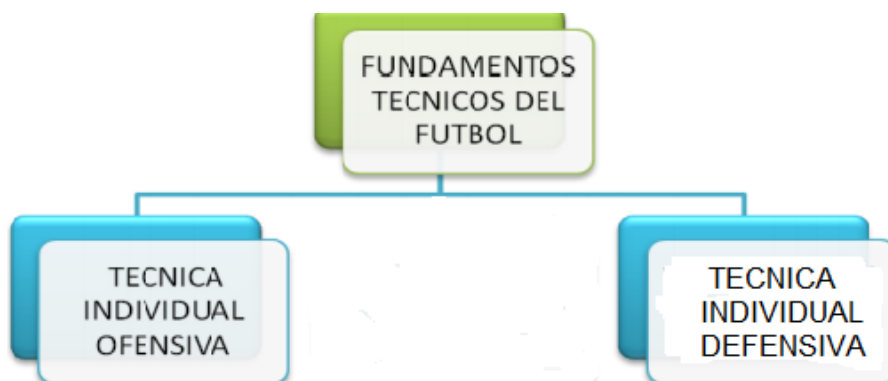 FUNDAMENTOS
TECNICOS DEL
FUTBOL
TECNICA
INDIVIDUAL
OFENSIVA
TECNICA
INDIVIDUAL
DEFENSIVA